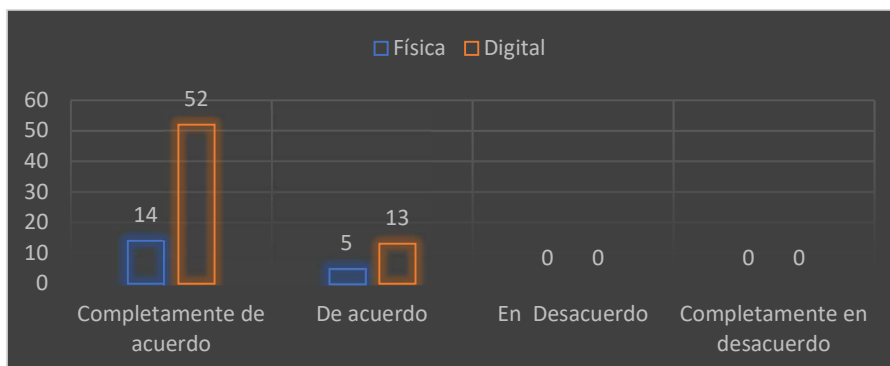 Física Digital
60
50
40
30
20
10
0
52
14
13
5
0 0
0 0
Completamente de
acuerdo
De acuerdo
En Desacuerdo
Completamente en
desacuerdo